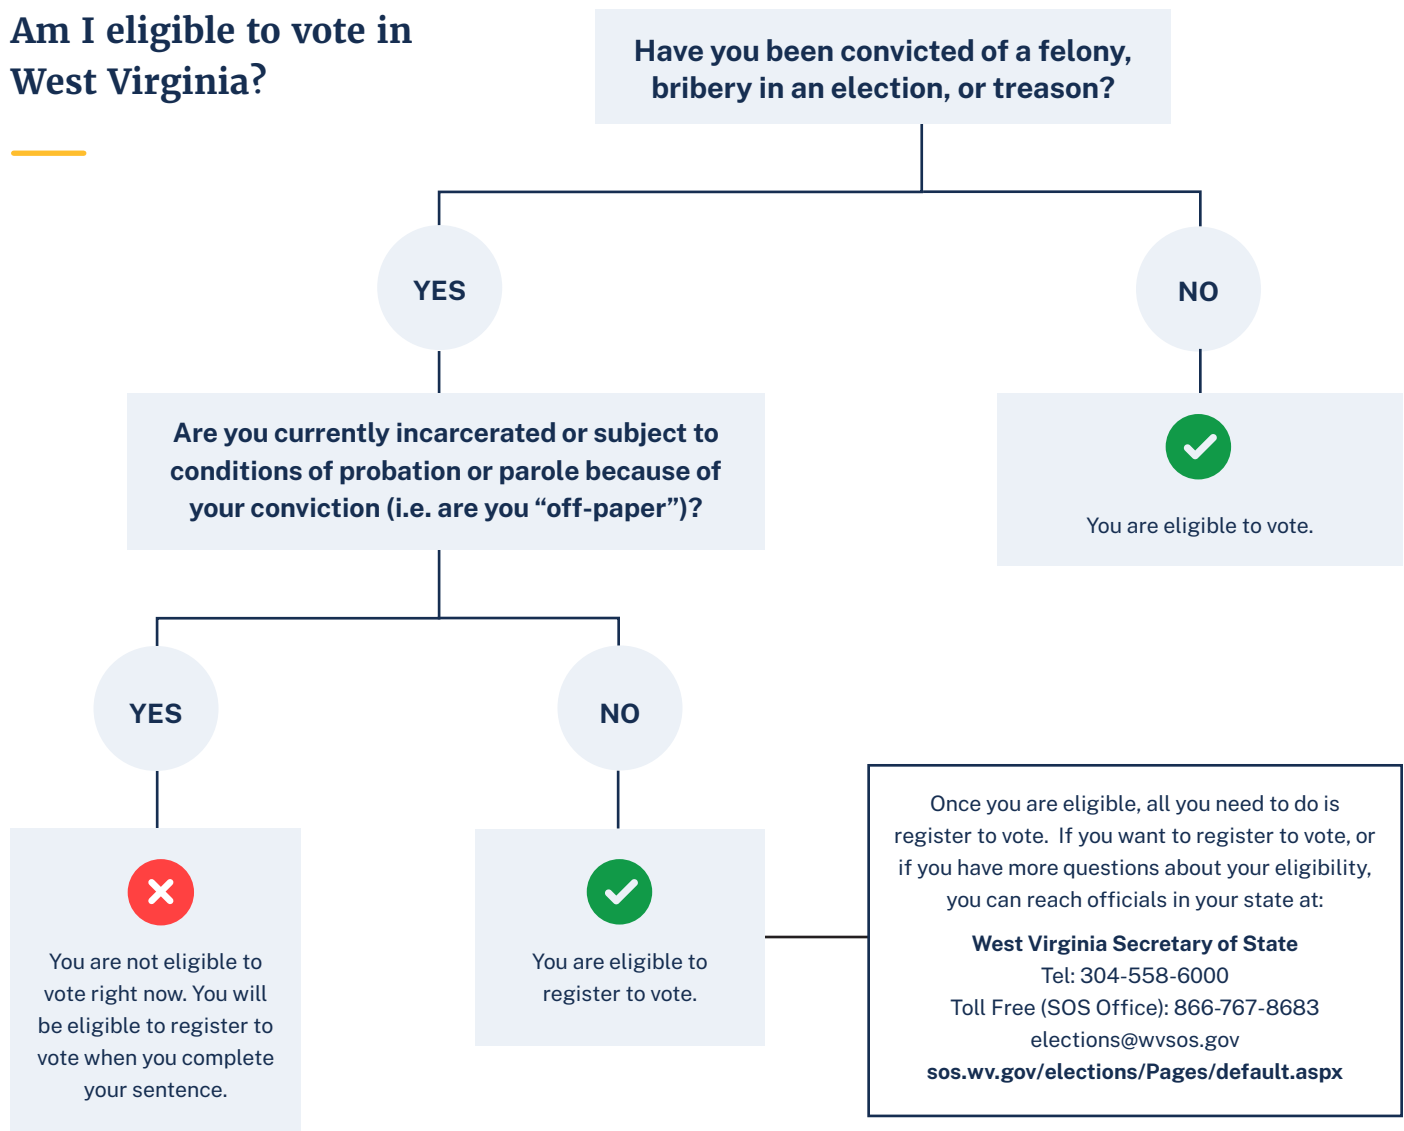 Am I eligible to vote in
West Virginia?
Have you been convicted of a felony,
bribery in an election, or treason?
YES
NO
Are you currently incarcerated or subject to
conditions of probation or parole because of
your conviction (i.e. are you “off-paper”)?
You are eligible to vote.
YES
NO
You are not eligible to
vote right now. You will
be eligible to register to
vote when you complete
your sentence.
You are eligible to
register to vote.
Once you are eligible, all you need to do is
register to vote.  If you want to register to vote, or
if you have more questions about your eligibility,
you can reach officials in your state at:
West Virginia Secretary of State
Tel: 304-558-6000
Toll Free (SOS Office): 866-767-8683
elections@wvsos.gov
sos.wv.gov/elections/Pages/default.aspx